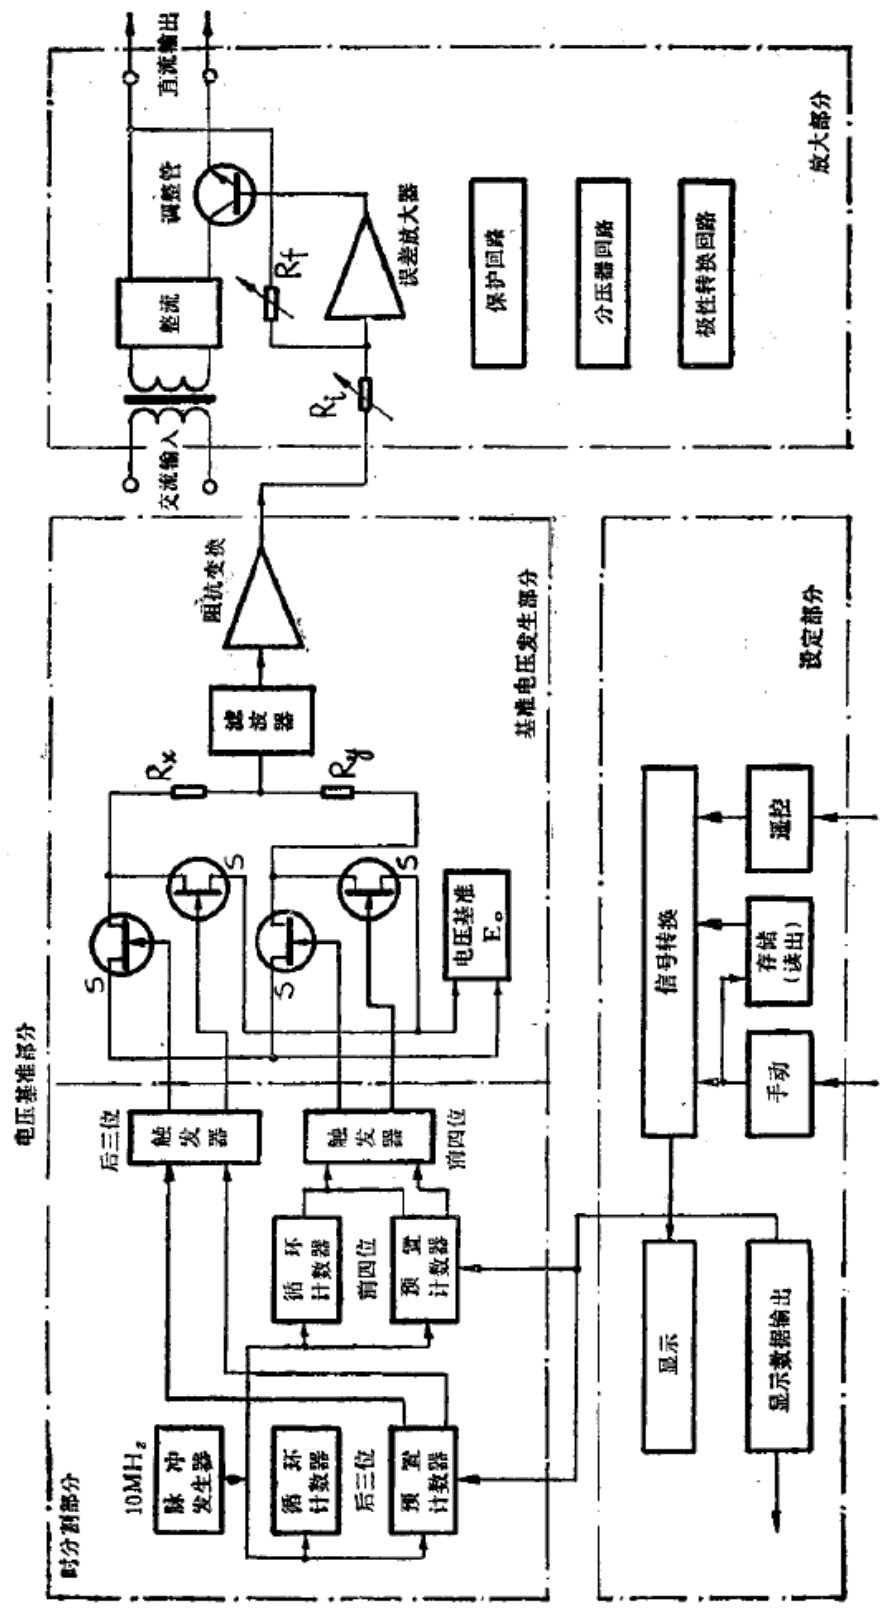 电压基准部分
时分割部分
10MHz
脉冲
发生器
循环
计数器
后三位
预置
计数器
循环
计数器
前四位
预置
计数器
后三位
触
发
器
触
发
器
前四位
S
S
S
S
电压基准
E。
Rx
Ry
滤
波
器
阻抗变换
基准电压发生部分
交流输入
整流
调整管
直流输出
Rf
Ri
误差放大器
保护回路
分压器回路
极性转换回路
放大部分
显示
显示数据输出
信号转换
手动
存储
(读出)
遥控
设定部分